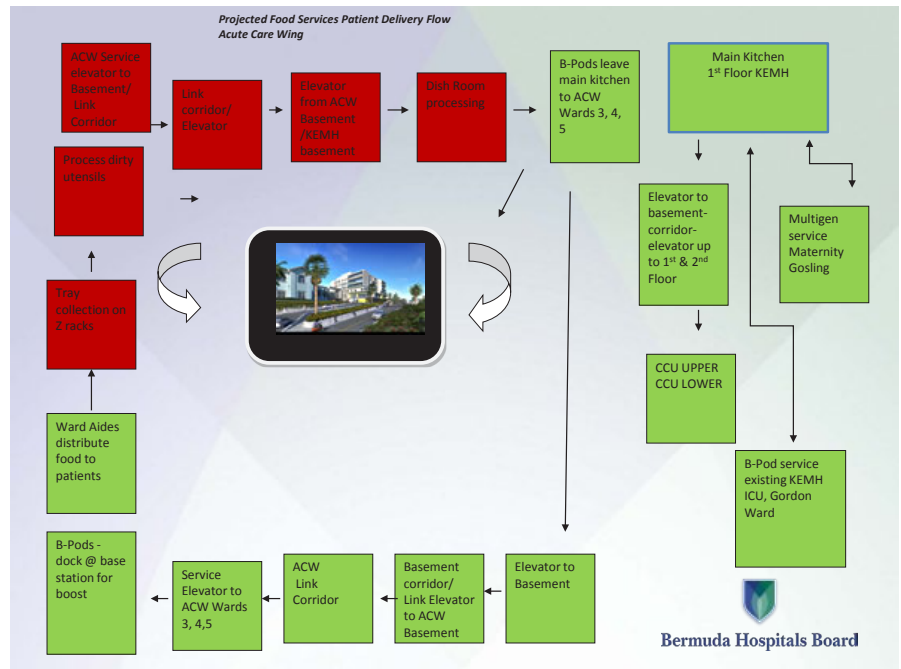 Projected Food Services Patient Delivery Flow
Acute Care Wing
ACW Service
elevator to
Basement/
Link
Corridor
Link
corridor/
Elevator
Elevator
from ACW
Basement
/KEMH
basement
Dish Room
processing
B-Pods leave
main kitchen
to ACW
Wards 3, 4,
5
Main Kitchen
1st Floor KEMH
Process dirty
utensils
Elevator to
basement-
corridor-
elevator up
to 1st & 2nd
Floor
Multigen
service
Maternity
Gosling
Tray
collection on
Z racks
CCU UPPER
CCU LOWER
Ward Aides
distribute
food to
patients
B-Pod service
existing KEMH
ICU, Gordon
Ward
B-Pods -
dock @ base
station for
boost
Service
Elevator to
ACW Wards
3, 4,5
ACW
Link
Corridor
Basement
corridor/
Link Elevator
to ACW
Basement
Elevator to
Basement
Bermuda Hospitals Board